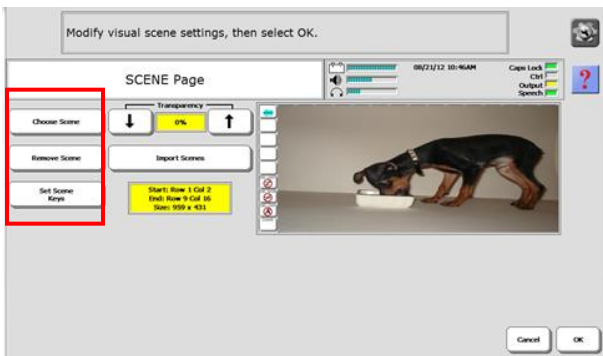 Modify visual scene settings, then select OK.
SCENE Page
08/21/12 10:46AM
Caps Lock
Ctrl
Output
Speech
?
Choose Scene
Transparency
0%
Remove Scene
Import Scenes
Set Scene
Keys
Start: Row 1 Col 2
End: Row 9 Col 16
Size: 959 x 431
Cancel
OK